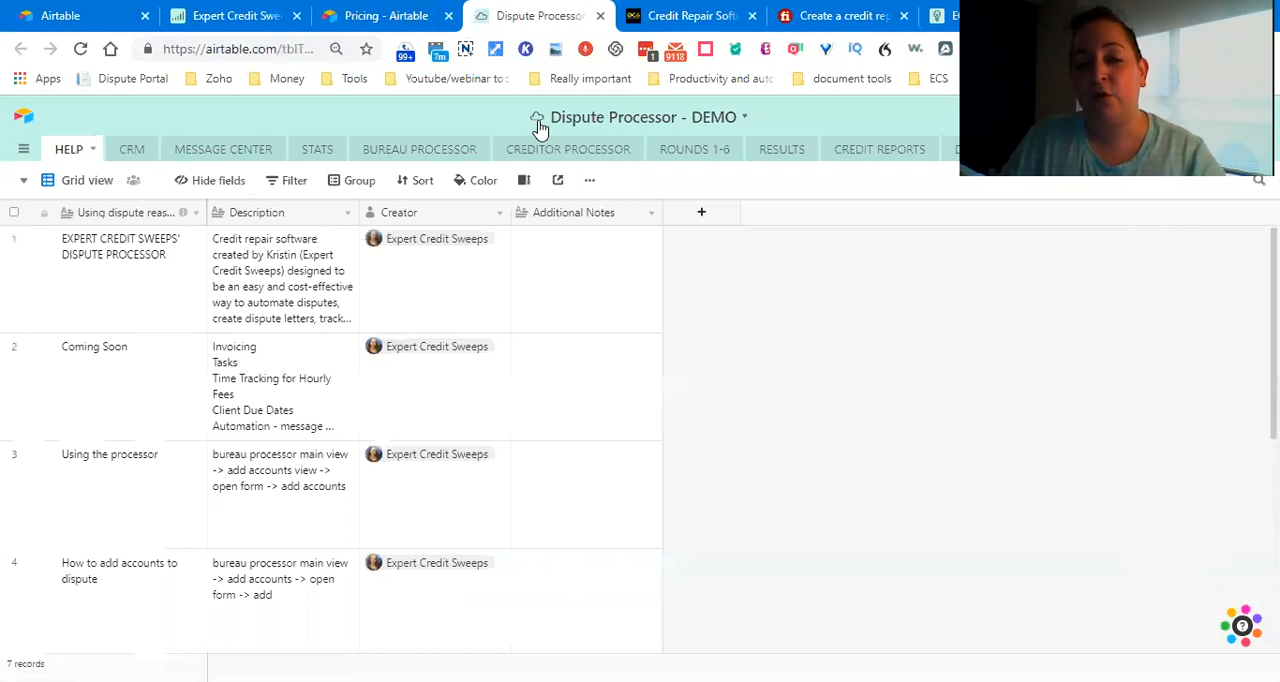 Airtable
Expert Credit Swe
Pricing - Airtable
Dispute Processor
Credit Repair Soft
Create a credit rep
https://airtable.com/tblT...
99+
7m
1
9118
Apps
Dispute Portal
Zoho
Money
Tools
Youtube/webinar to
Really important
Productivity and auto
document tools
ECS
Dispute Processor - DEMO
HELP
CRM
MESSAGE CENTER
STATS
BUREAU PROCESSOR
CREDITOR PROCESSOR
ROUNDS 1-6
RESULTS
CREDIT REPORTS
Grid view
Hide fields
Filter
Group
Sort
Color
Using dispute reas...
Description
Creator
Additional Notes
1
EXPERT CREDIT SWEEPS'
DISPUTE PROCESSOR
Credit repair software
created by Kristin (Expert
Credit Sweeps) designed to
be an easy and cost-effective
way to automate disputes,
create dispute letters, track...
Expert Credit Sweeps
2
Coming Soon
Invoicing
Tasks
Time Tracking for Hourly
Fees
Client Due Dates
Automation - message ...
Expert Credit Sweeps
3
Using the processor
bureau processor main view
-> add accounts view ->
open form -> add accounts
Expert Credit Sweeps
4
How to add accounts to
dispute
bureau processor main view
-> add accounts -> open
form -> add
Expert Credit Sweeps
7 records